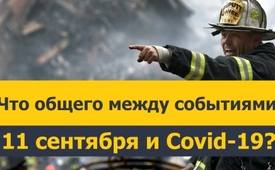 Что общего между событиями
11 сентября и Covid-19?